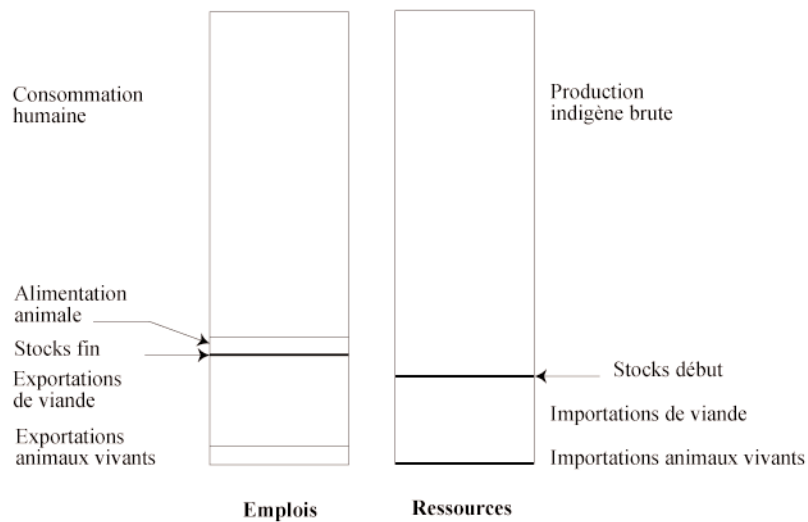 Consommation
humaine
Production
indigène brute
Alimentation
animale
Stocks fin
Exportations
de viande
Stocks début
Importations de viande
Exportations
animaux vivants
Importations animaux vivants
Emplois
Ressources